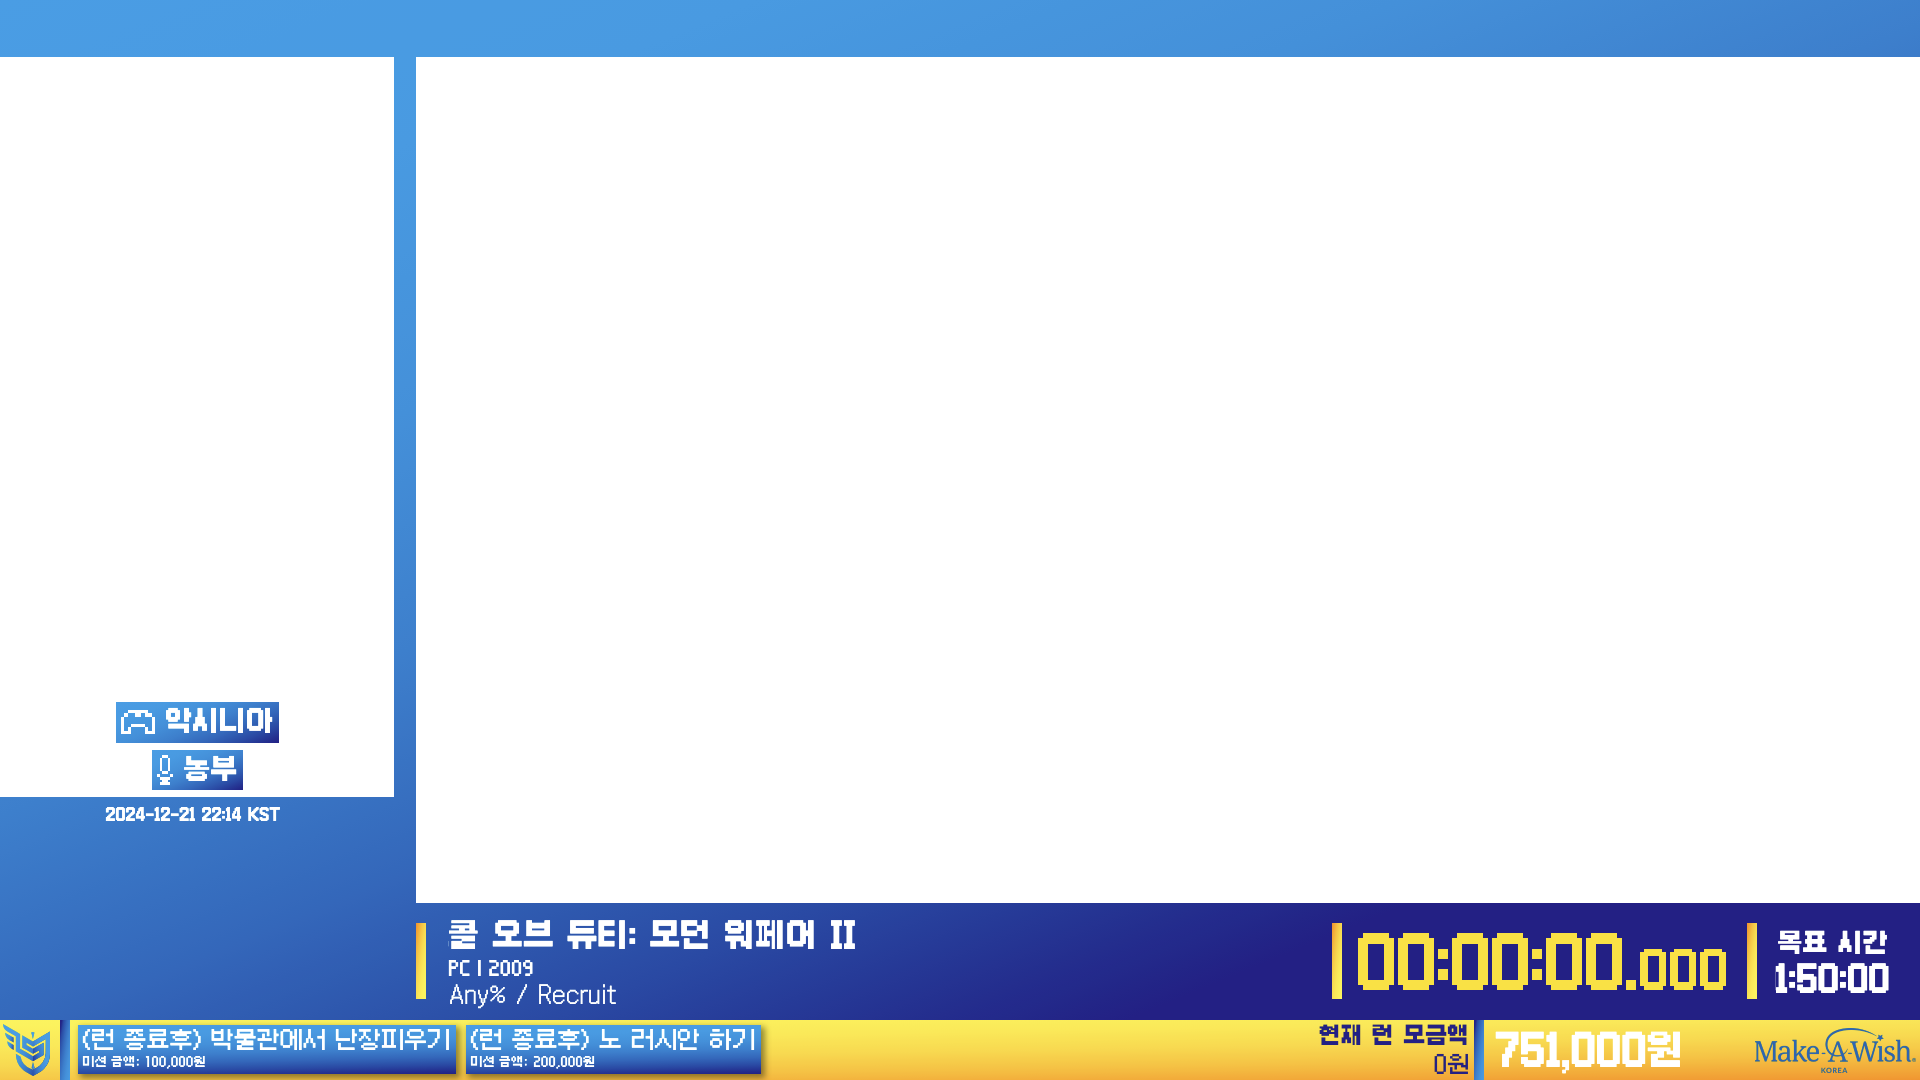 악시니아
농부
2024-12-21 22:14 KST
콜 오브 듀티: 모던 워페어 II
PC | 2009
Any% / Recruit
00:00:00.000
목표 시간
1:50:00
(런 종료후) 박물관에서 난장피우기
미션 금액: 100,000원
(런 종료후) 노 러시안 하기
미션 금액: 200,000원
현재 런 모금액
0원
751,000원
Make-A-Wish.
KOREA